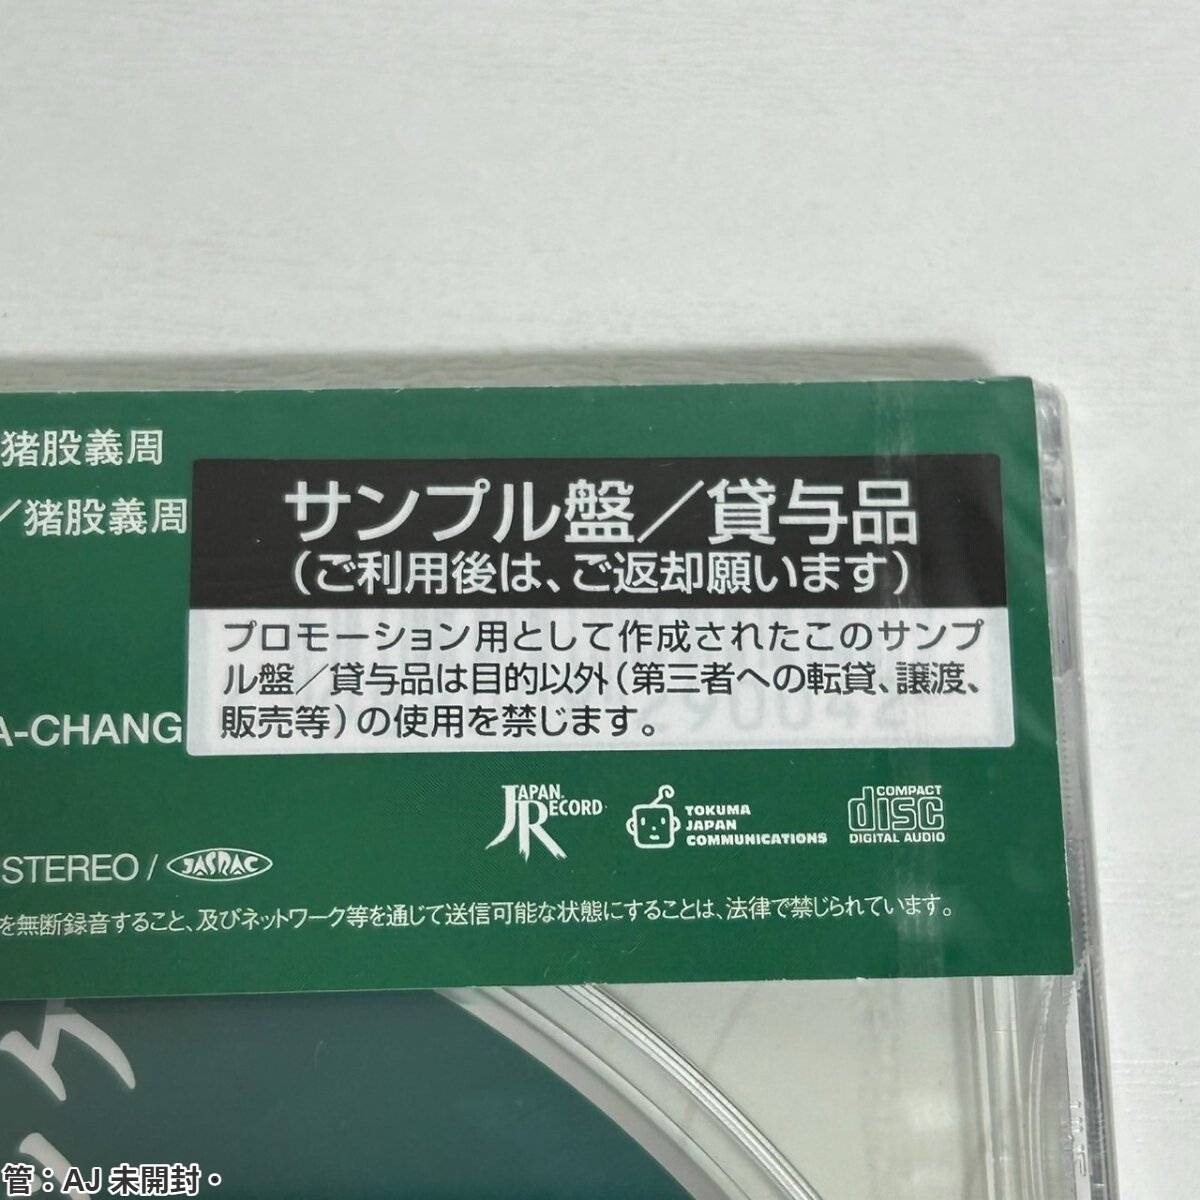 猪股義周
／猪股義周
サンプル盤／貸与品
（ご利用後は、ご返却願います）
プロモーション用として作成されたこのサンプ
ル盤／貸与品は目的以外（第三者への転貸、譲渡、
販売等）の使用を禁じます。
A-CHANG
JAPAN RECORD
TOKUMA
JAPAN
COMMUNICATIONS
COMPACT
disc
DIGITAL AUDIO
STEREO / JASRAC
を無断録音すること、及びネットワーク等を通じて送信可能な状態にすることは、法律で禁じられています。
管：AJ 未開封・